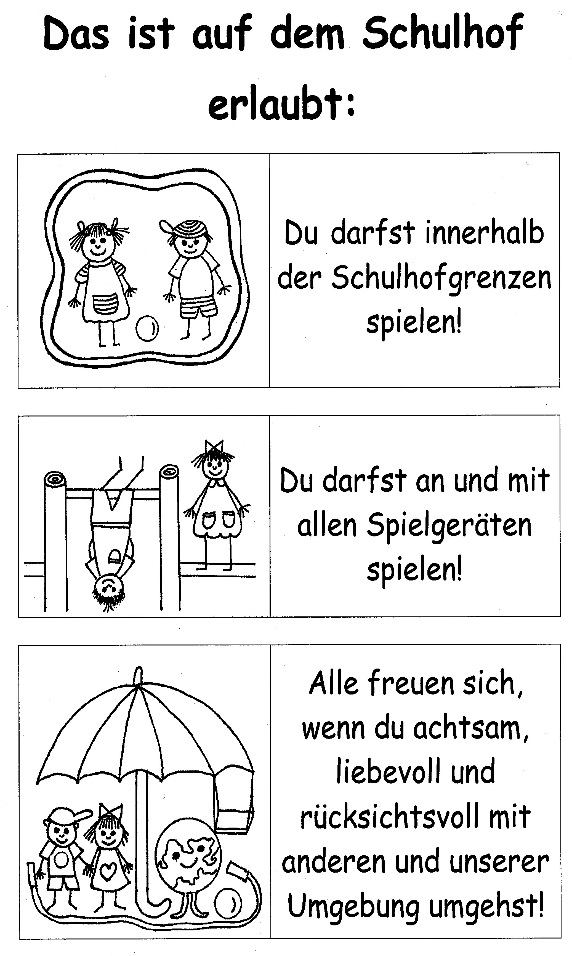 Das ist auf dem Schulhof
erlaubt:
Du darfst innerhalb
der Schulhofgrenzen
spielen!
Du darfst an und mit
allen Spielgeräten
spielen!
Alle freuen sich,
wenn du achtsam,
liebevoll und
rücksichtsvoll mit
anderen und unserer
Umgebung umgehst!